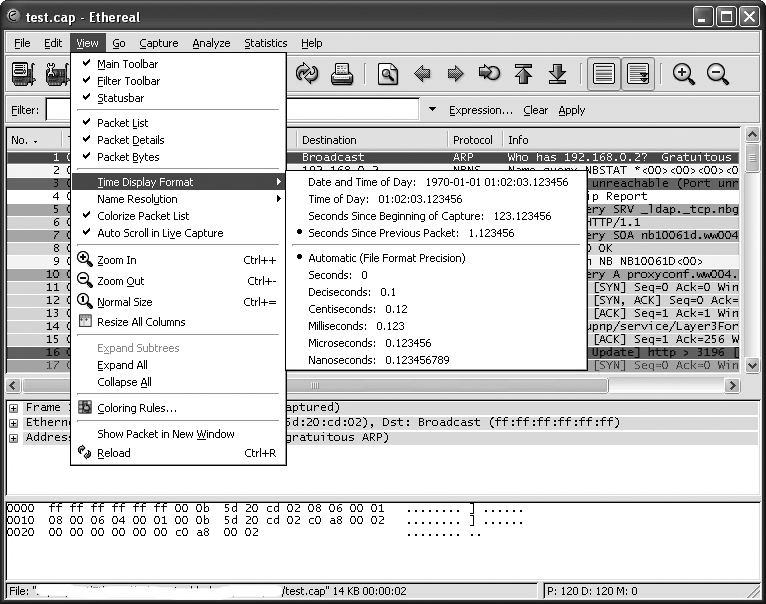 test.cap - Ethereal
File Edit View Go Capture Analyze Statistics Help
Main Toolbar
Filter Toolbar
Statusbar
Packet List
Packet Details
Packet Bytes
Time Display Format
Name Resolution
Colorize Packet List
Auto Scroll in Live Capture
Zoom In Ctrl++
Zoom Out Ctrl+-
Normal Size Ctrl+=
Resize All Columns
Expand Subtrees
Expand All
Collapse All
Coloring Rules...
Show Packet in New Window
Reload Ctrl+R
Date and Time of Day: 1970-01-01 01:02:03.123456
Time of Day: 01:02:03.123456
Seconds Since Beginning of Capture: 123.123456
Seconds Since Previous Packet: 1.123456
Automatic (File Format Precision)
Seconds: 0
Deciseconds: 0.1
Centiseconds: 0.12
Milliseconds: 0.123
Microseconds: 0.123456
Nanoseconds: 0.123456789
Filter: Expression... Clear Apply
No. Destination Protocol Info
1 Broadcast ARP Who has 192.168.0.2? Gratuitous
2 192.168.0.2 NBNS Name query NBSTAT *<00><00><00>
3 unreachable (Port unr
4 ip Report
5 ery SRV _ldap._tcp.nbg
6 HTTP/1.1
7 ery SOA nb10061d.ww004
8 0 OK
9 n NB NB10061D<00>
10 ery A proxyconf.ww004.
11 [SYN] Seq=0 Ack=0 Win
12 [SYN, ACK] Seq=0 Ack=
13 [ACK] Seq=1 Ack=1 Win
14 upnp/service/Layer3For
15 [ACK] Seq=1 Ack=256 W
16 Update] http > 3196 [
17 [SYN] Seq=0 Ack=0 Win
Frame aptured)
Etherne 5d:20:cd:02), Dst: Broadcast (ff:ff:ff:ff:ff:ff)
Addres gratuitous ARP)
0000 ff ff ff ff ff ff 00 0b 5d 20 cd 02 08 06 00 01 ........ ] ......
0010 08 00 06 04 00 01 00 0b 5d 20 cd 02 c0 a8 00 02 ........ ] ......
0020 00 00 00 00 00 00 c0 a8 00 02 ........ ..
File: " /test.cap" 14 KB 00:00:02 P: 120 D: 120 M: 0